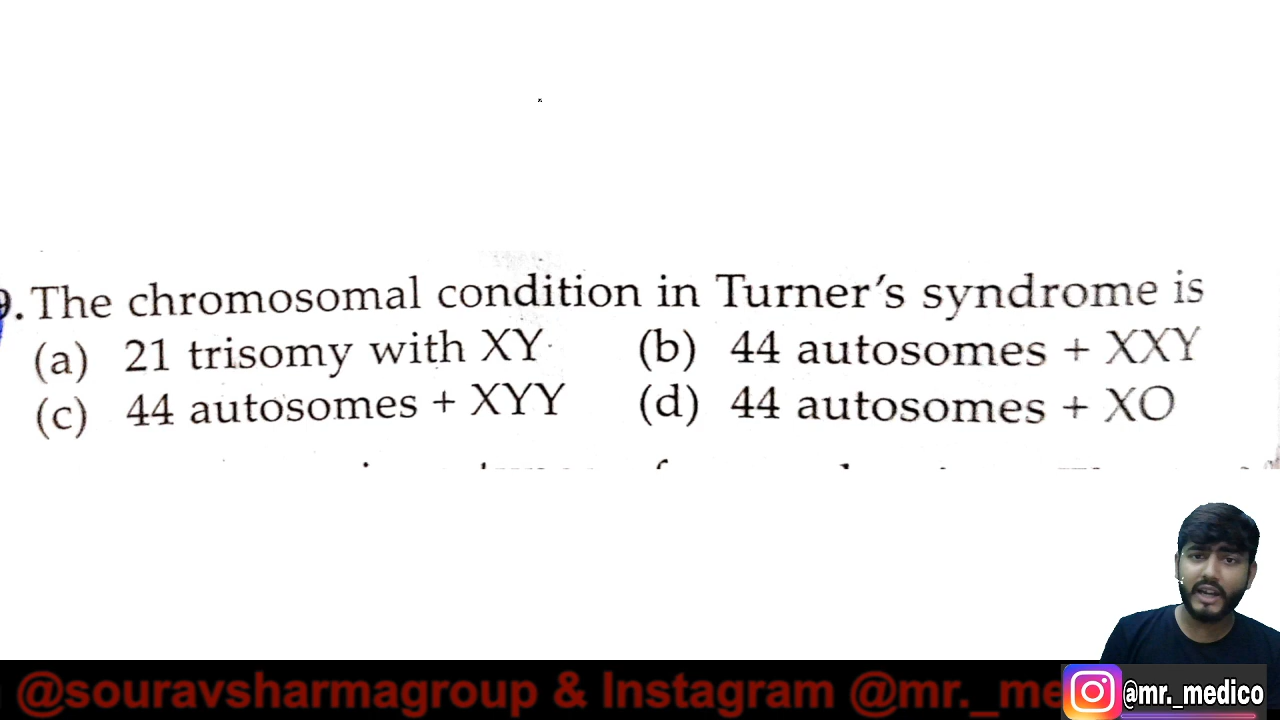 9. The chromosomal condition in Turner's syndrome is
(a) 21 trisomy with XY (b) 44 autosomes + XXY
(c) 44 autosomes + XYY (d) 44 autosomes + XO
@souravsharmagroup & Instagram @mr._me
@mr._medico